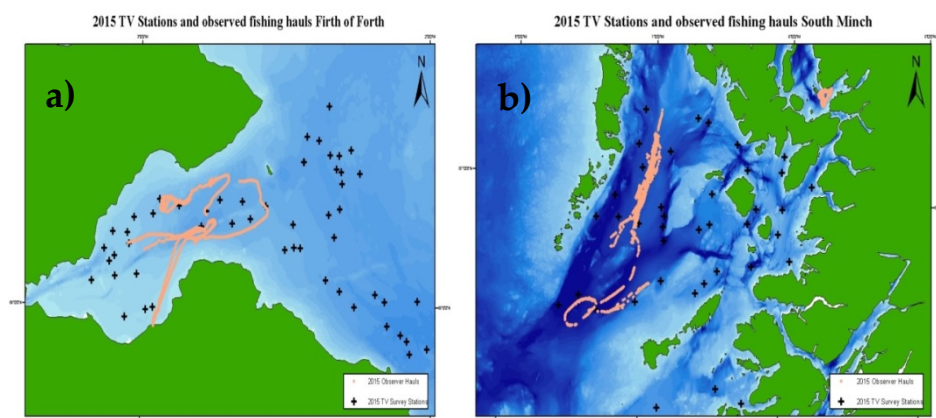 2015 TV Stations and observed fishing hauls Firth of Forth
2015 TV Stations and observed fishing hauls South Minch
a)
N
b)
N
2015 Observer Hauls
2015 TV Survey Stations
2015 Observer Hauls
2015 TV Survey Stations